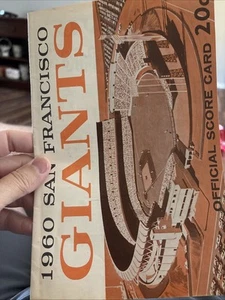 1960 SAN FRANCISCO
GIANTS
OFFICIAL SCORE CARD 20¢